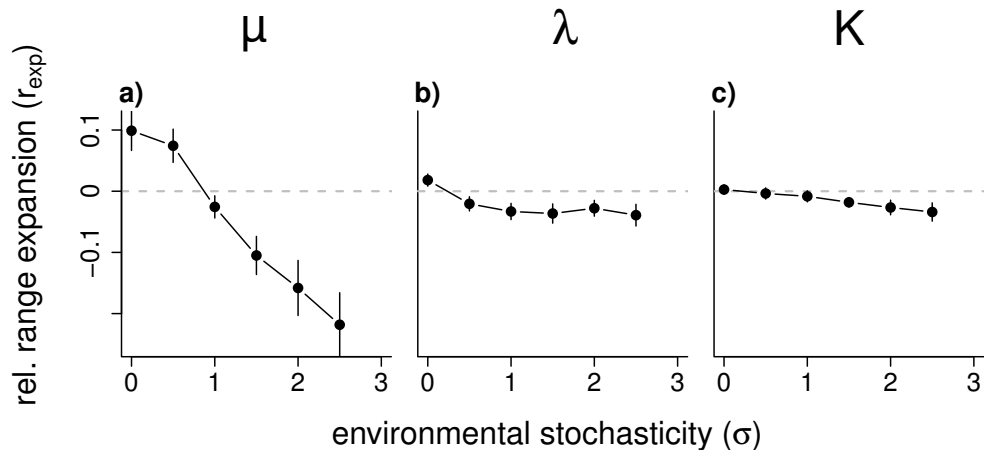 μ λ K
a) b) c)
rel. range expansion (r_exp)
0.1
0
−0.1
0 1 2 3 0 1 2 3 0 1 2 3
environmental stochasticity (σ)